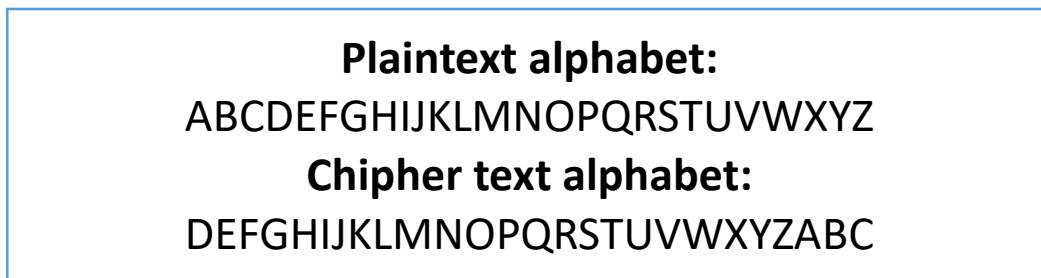 Plaintext alphabet:
ABCDEFGHIJKLMNOPQRSTUVWXYZ
Chipher text alphabet:
DEFGHIJKLMNOPQRSTUVWXYZABC